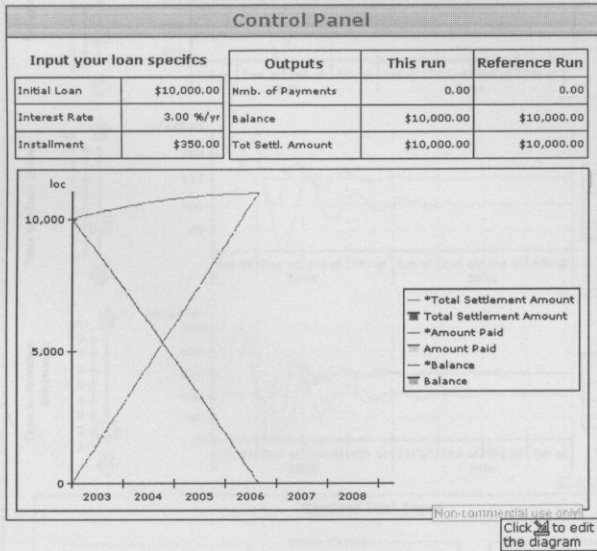 Control Panel
Input your loan specifcs
Initial Loan $10,000.00
Interest Rate 3.00 %/yr
Installment $350.00
Outputs This run Reference Run
Nmb. of Payments 0.00 0.00
Balance $10,000.00 $10,000.00
Tot Settl. Amount $10,000.00 $10,000.00
loc
10,000
5,000
0
2003 2004 2005 2006 2007 2008
*Total Settlement Amount
Total Settlement Amount
*Amount Paid
Amount Paid
*Balance
Balance
Non-commercial use only!
Click to edit
the diagram